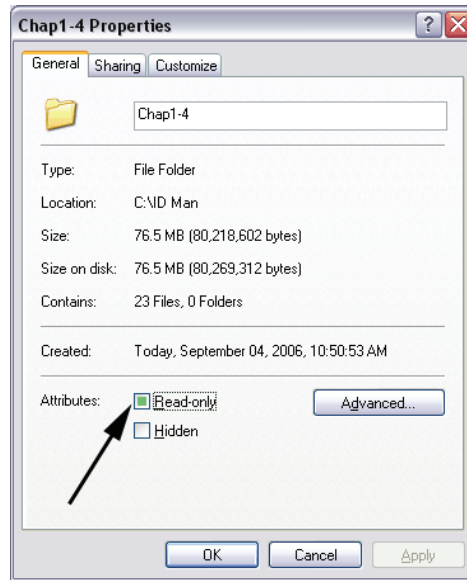 Chap1-4 Properties
General Sharing Customize
Chap1-4
Type: File Folder
Location: C:\ID Man
Size: 76.5 MB (80,218,602 bytes)
Size on disk: 76.5 MB (80,269,312 bytes)
Contains: 23 Files, 0 Folders
Created: Today, September 04, 2006, 10:50:53 AM
Attributes: Read-only Advanced...
Hidden
OK Cancel Apply